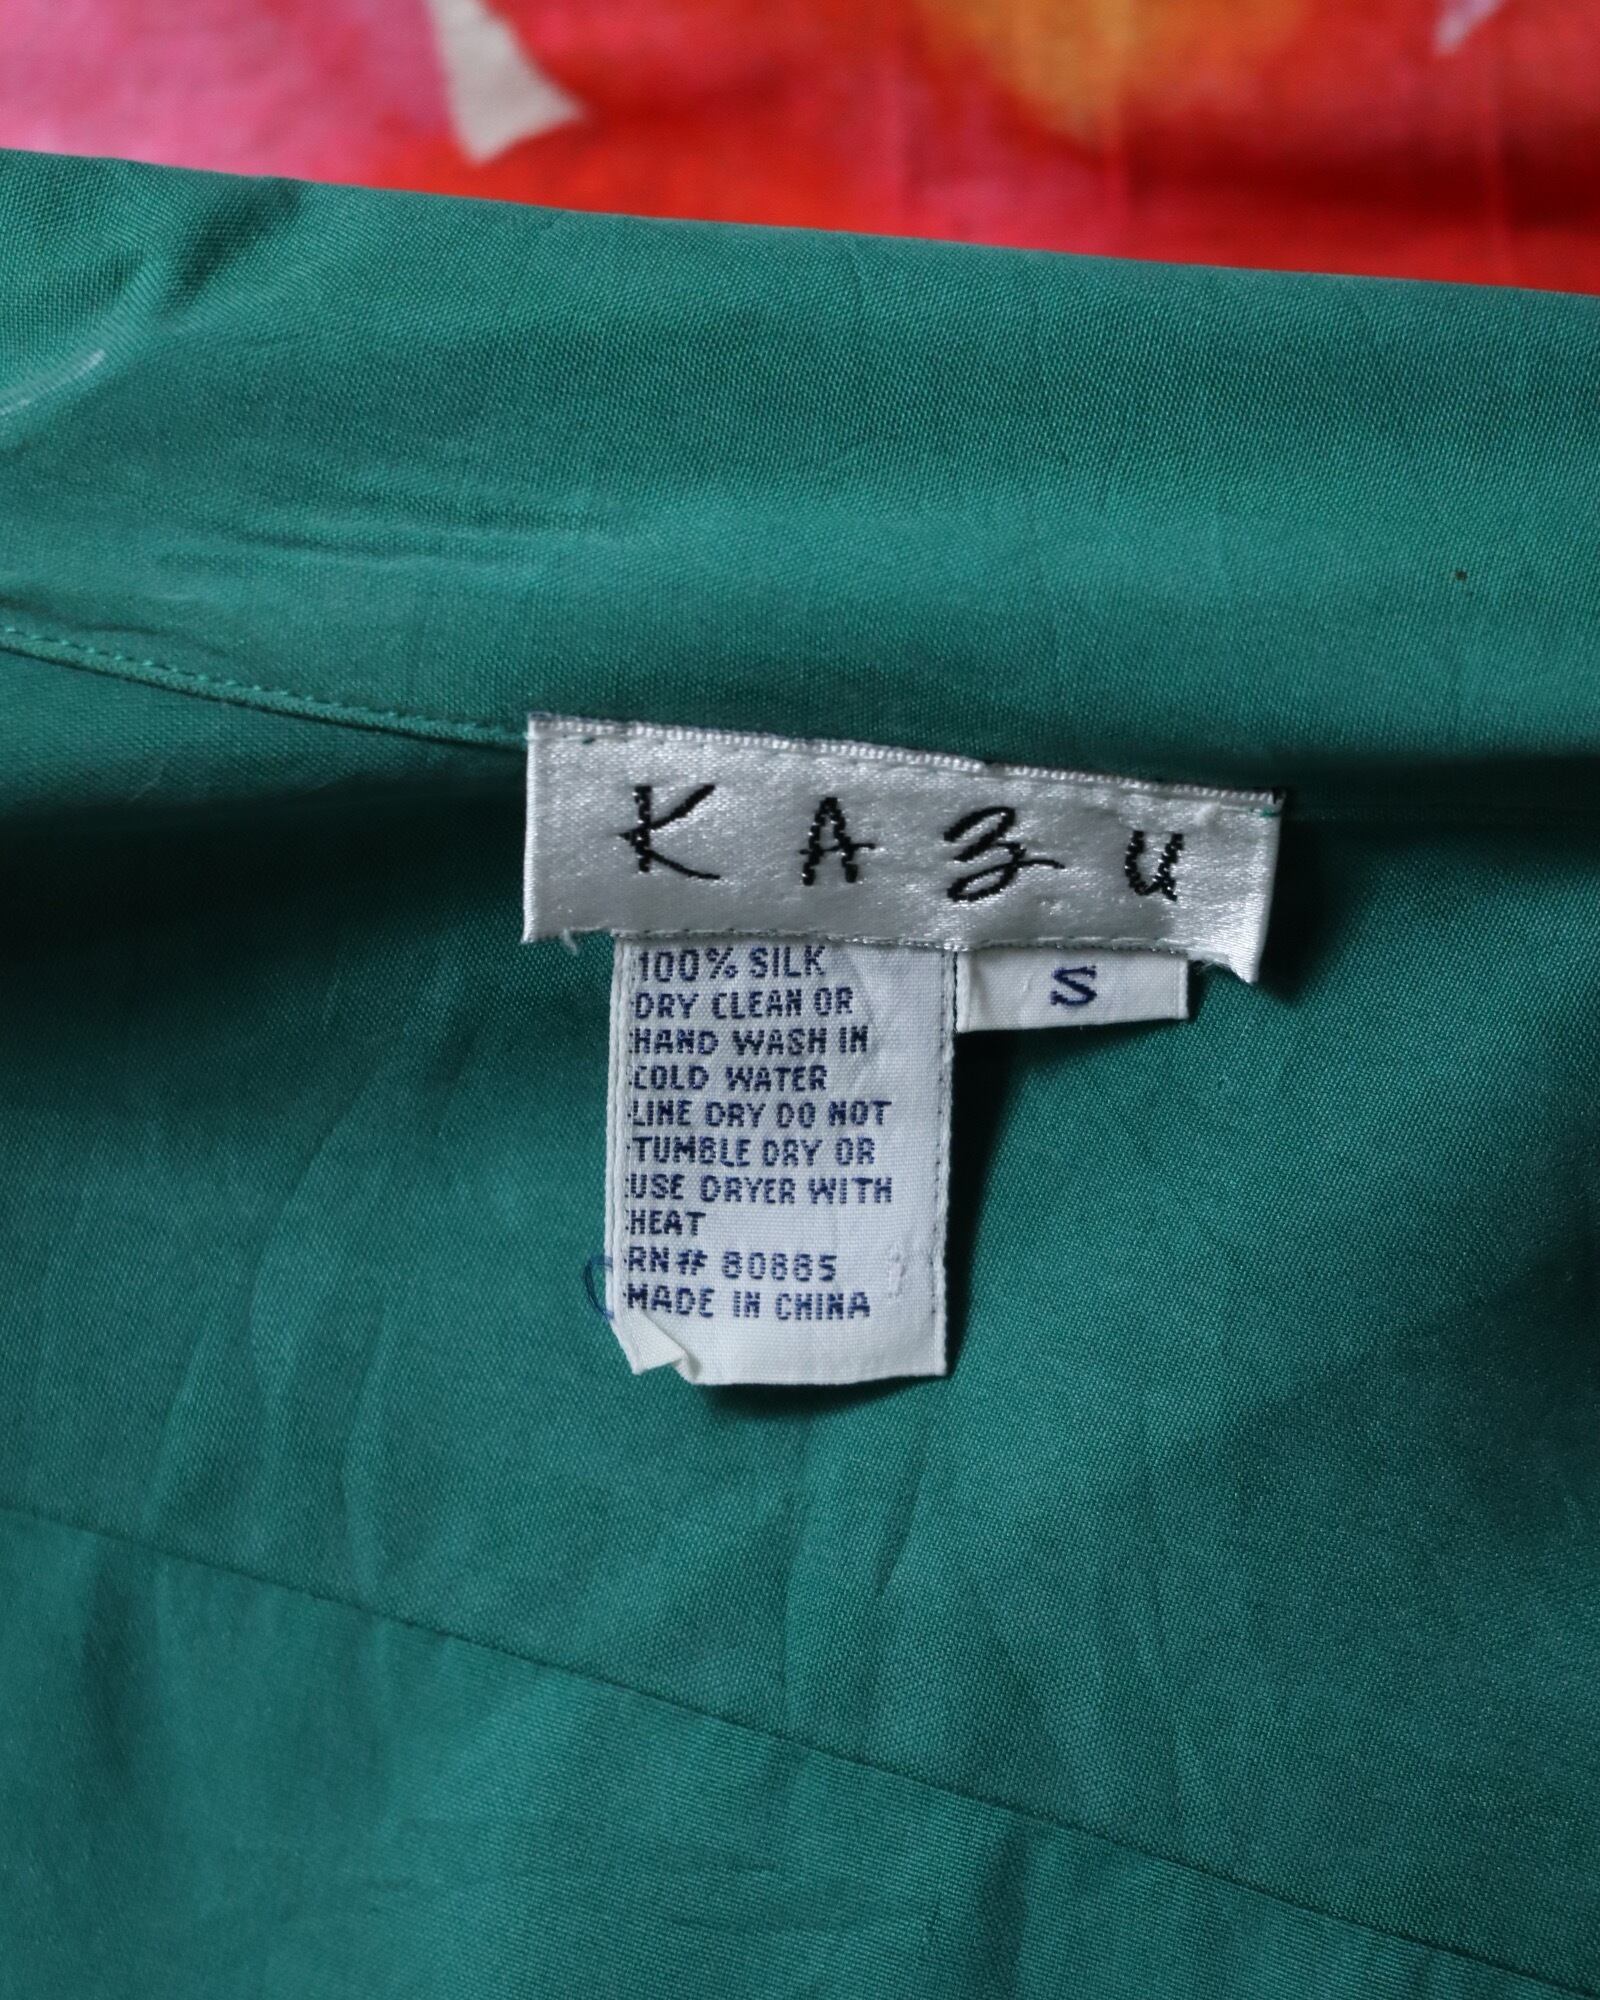 KAZU
100% SILK
S
DRY CLEAN OR
HAND WASH IN
COLD WATER
LINE DRY DO NOT
TUMBLE DRY OR
USE DRYER WITH
HEAT
RN# 80885
MADE IN CHINA